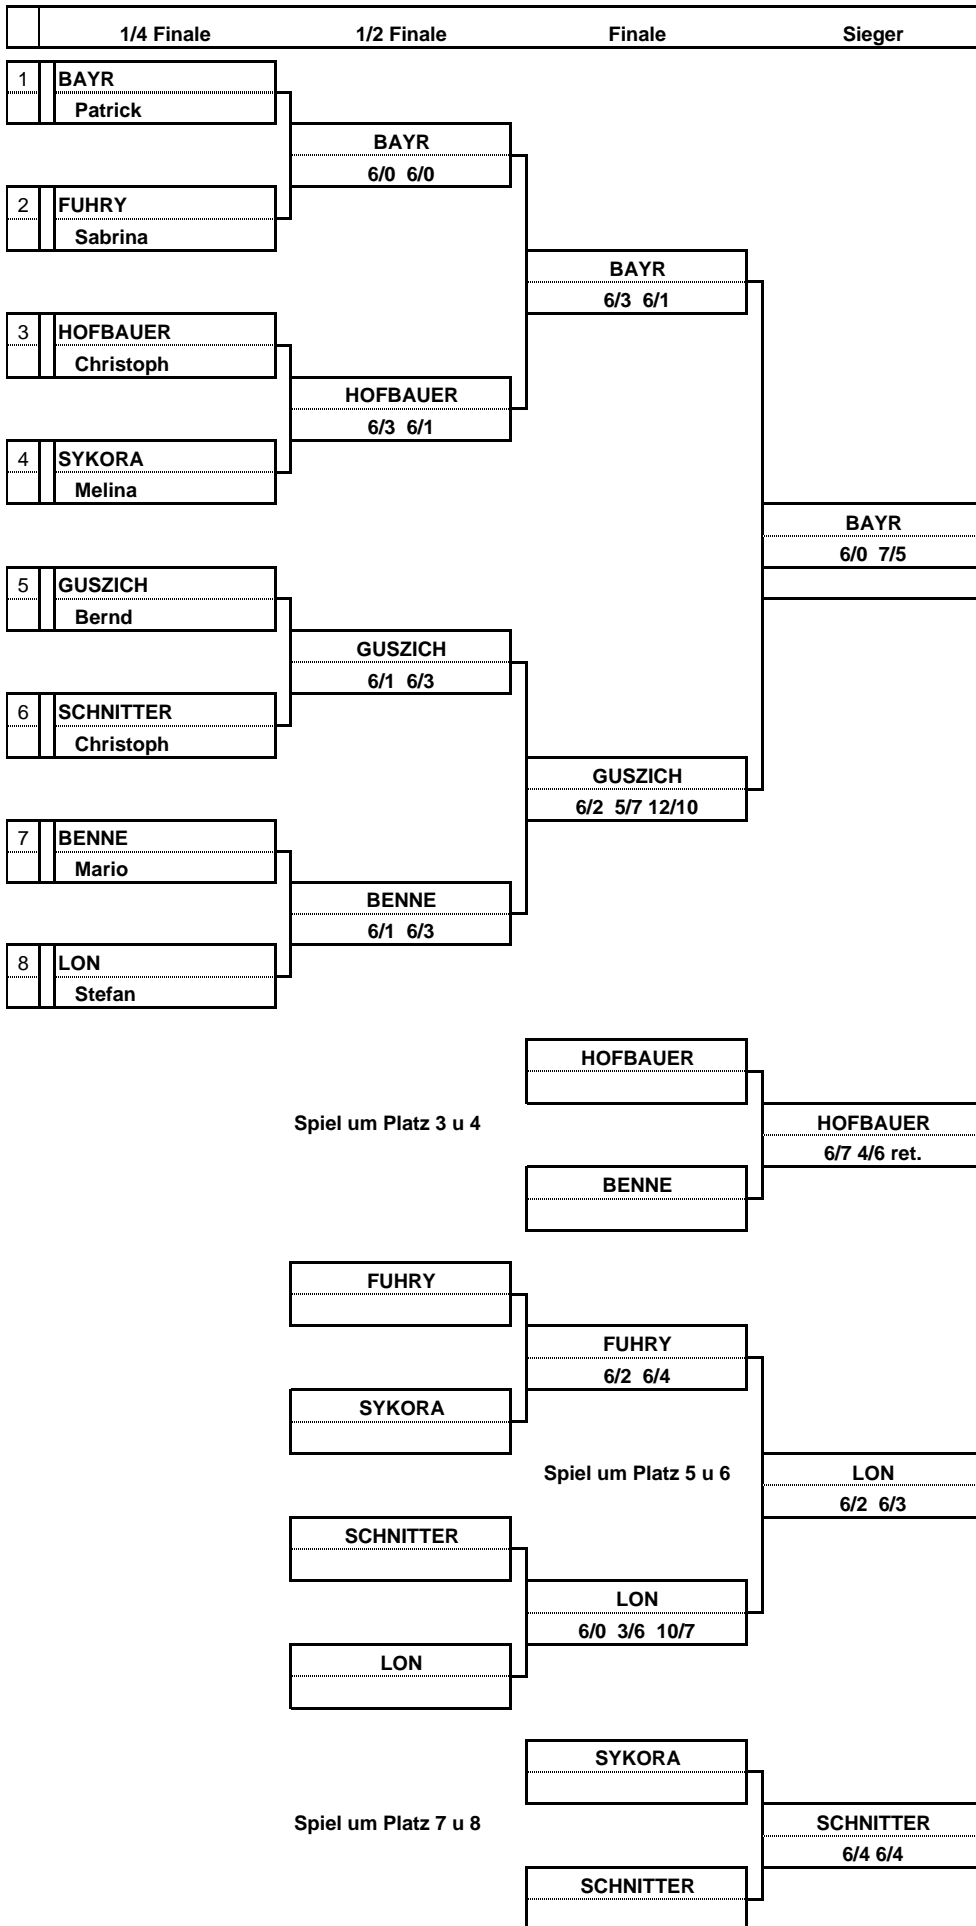 1/4 Finale 1/2 Finale Finale Sieger
1 BAYR
Patrick
BAYR
6/0 6/0
2 FUHRY
Sabrina
BAYR
6/3 6/1
3 HOFBAUER
Christoph
HOFBAUER
6/3 6/1
4 SYKORA
Melina
BAYR
6/0 7/5
5 GUSZICH
Bernd
GUSZICH
6/1 6/3
6 SCHNITTER
Christoph
GUSZICH
6/2 5/7 12/10
7 BENNE
Mario
BENNE
6/1 6/3
8 LON
Stefan
HOFBAUER
Spiel um Platz 3 u 4
HOFBAUER
6/7 4/6 ret.
BENNE
FUHRY
FUHRY
6/2 6/4
SYKORA
Spiel um Platz 5 u 6
LON
6/2 6/3
SCHNITTER
LON
6/0 3/6 10/7
LON
SYKORA
Spiel um Platz 7 u 8
SCHNITTER
6/4 6/4
SCHNITTER